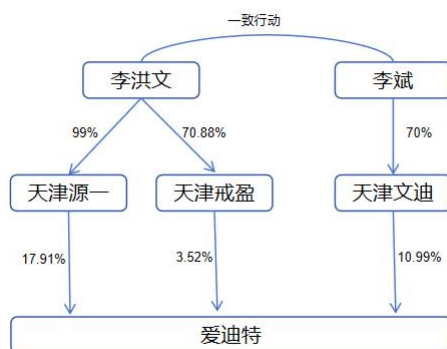 一致行动
李洪文
李斌
99%
70.88%
70%
天津源一
天津戒盈
天津文迪
17.91%
3.52%
10.99%
爱迪特